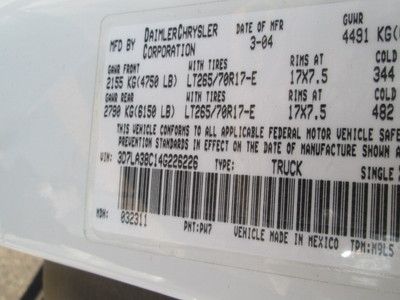 MFD BY DAIMLERCHRYSLER CORPORATION DATE OF MFR 3-04 GVWR 4491 KG(
GAWR FRONT WITH TIRES RIMS AT COLD
2155 KG(4750 LB) LT265/70R17-E 17X7.5 344
GAWR REAR WITH TIRES RIMS AT COLD
2790 KG(6150 LB) LT265/70R17-E 17X7.5 482
THIS VEHICLE CONFORMS TO ALL APPLICABLE FEDERAL MOTOR VEHICLE SAFE
PREVENTION STANDARDS IN EFFECT ON THE DATE OF MANUFACTURE SHOWN A
VIN: 3D7LA38C14G226226 TYPE: TRUCK SINGLE
MDH: 032311 PNT: PW7 VEHICLE MADE IN MEXICO TPM: M9L5